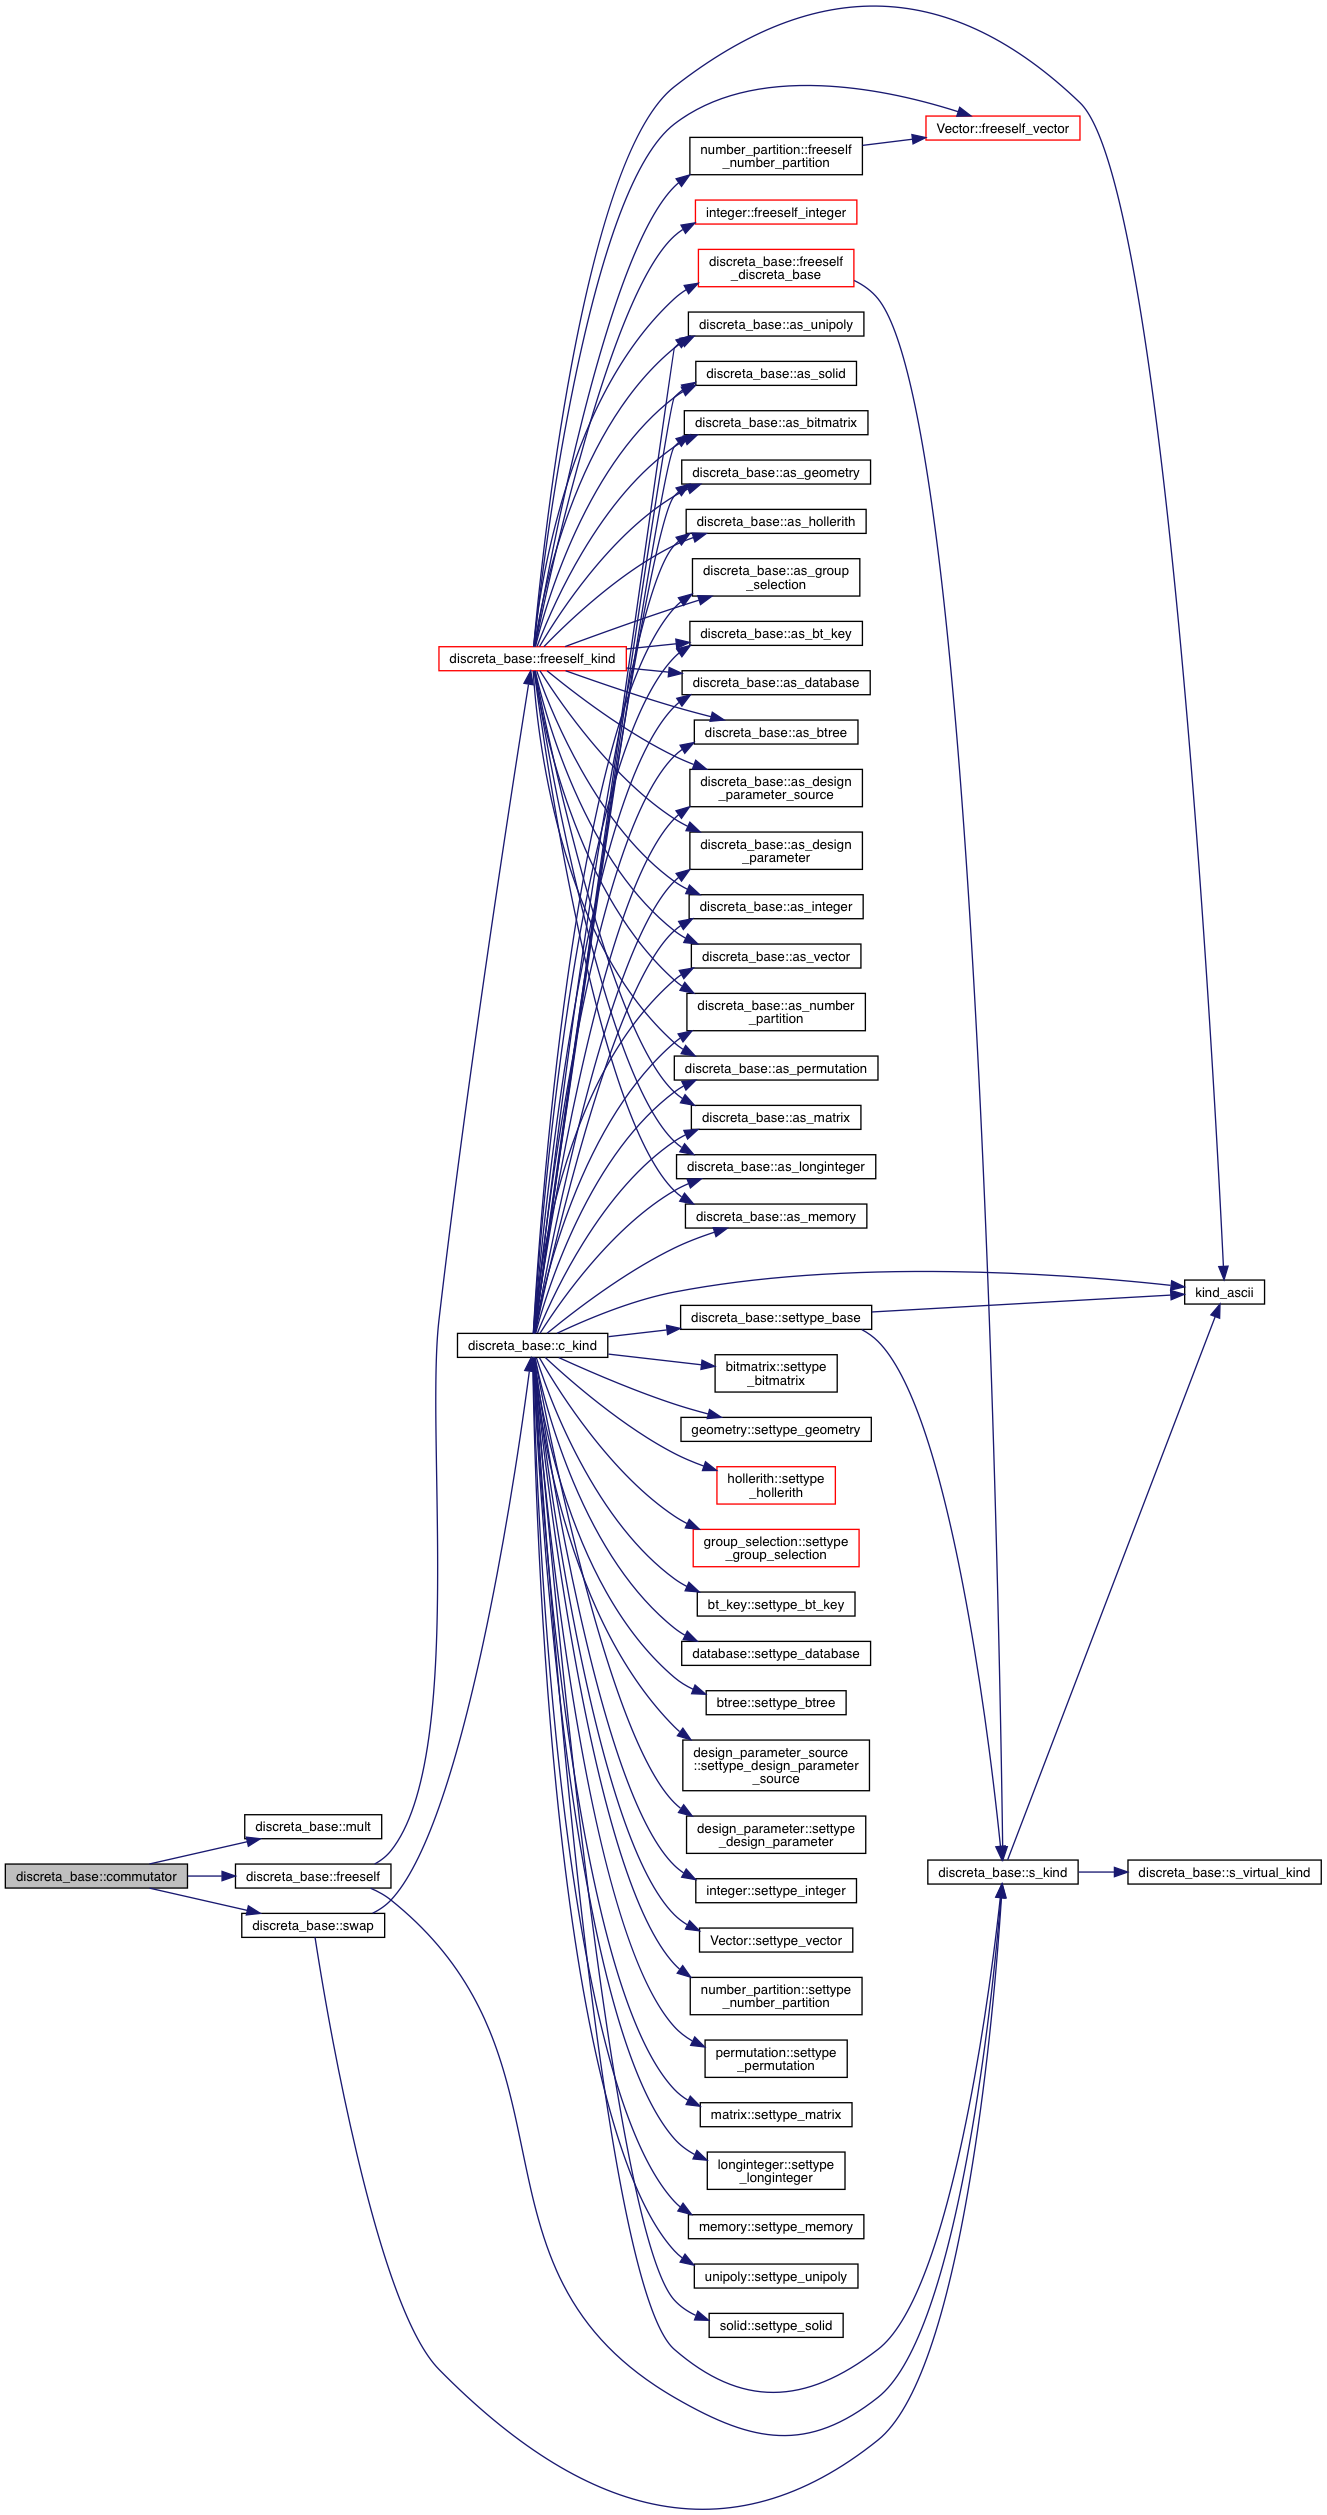 Vector::freeself_vector
number_partition::freeself
_number_partition
integer::freeself_integer
discreta_base::freeself
_discreta_base
discreta_base::as_unipoly
discreta_base::as_solid
discreta_base::as_bitmatrix
discreta_base::as_geometry
discreta_base::as_hollerith
discreta_base::as_group
_selection
discreta_base::as_bt_key
discreta_base::freeself_kind
discreta_base::as_database
discreta_base::as_btree
discreta_base::as_design
_parameter_source
discreta_base::as_design
_parameter
discreta_base::as_integer
discreta_base::as_vector
discreta_base::as_number
_partition
discreta_base::as_permutation
discreta_base::as_matrix
discreta_base::as_longinteger
discreta_base::as_memory
kind_ascii
discreta_base::settype_base
discreta_base::c_kind
bitmatrix::settype
_bitmatrix
geometry::settype_geometry
hollerith::settype
_hollerith
group_selection::settype
_group_selection
bt_key::settype_bt_key
database::settype_database
btree::settype_btree
design_parameter_source
::settype_design_parameter
_source
discreta_base::mult
design_parameter::settype
_design_parameter
discreta_base::commutator
discreta_base::freeself
discreta_base::s_kind
discreta_base::s_virtual_kind
integer::settype_integer
discreta_base::swap
Vector::settype_vector
number_partition::settype
_number_partition
permutation::settype
_permutation
matrix::settype_matrix
longinteger::settype
_longinteger
memory::settype_memory
unipoly::settype_unipoly
solid::settype_solid